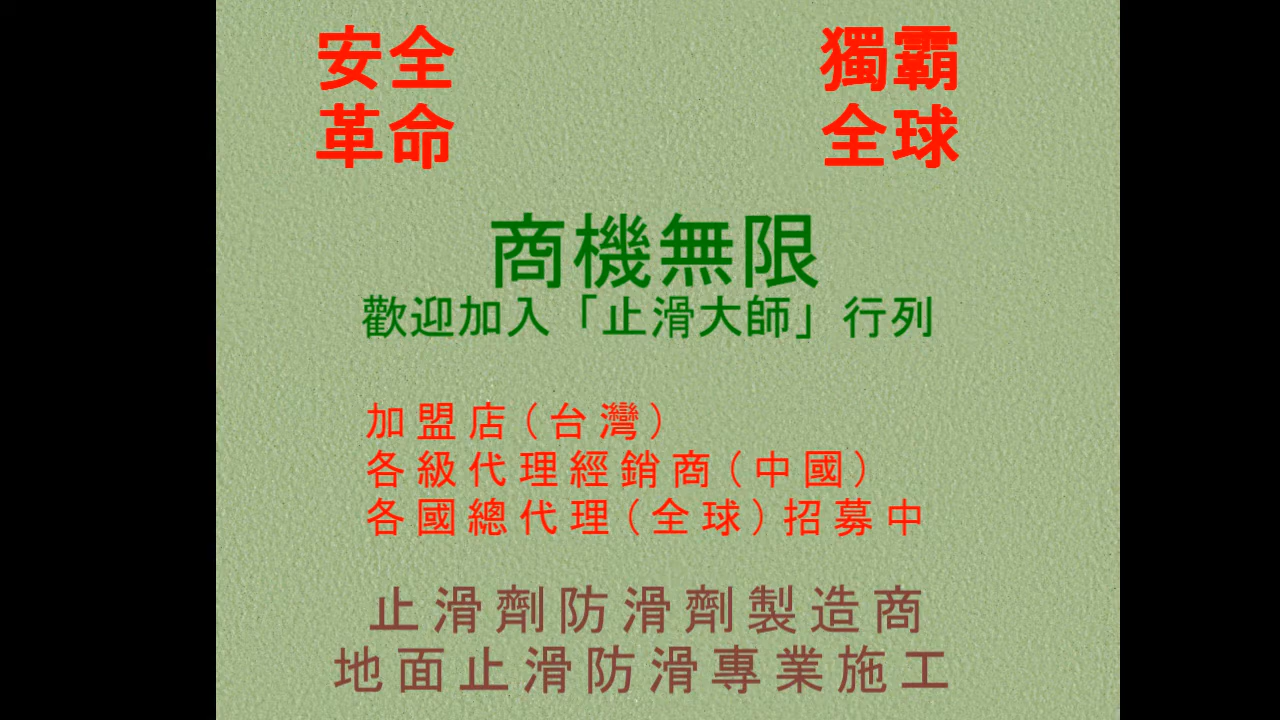 安全
革命
獨霸
全球
商機無限
歡迎加入「止滑大師」行列
加盟店(台灣)
各級代理經銷商(中國)
各國總代理(全球)招募中
止滑劑防滑劑製造商
地面止滑防滑專業施工